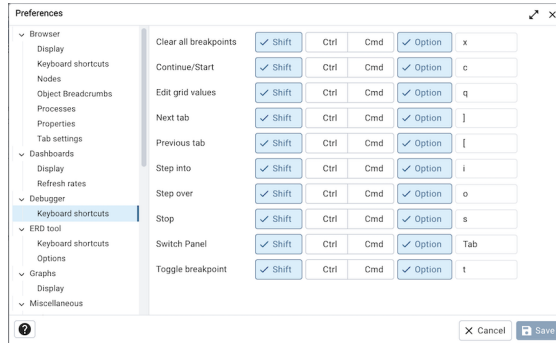 Preferences
Browser
Display
Keyboard shortcuts
Nodes
Object Breadcrumbs
Processes
Properties
Tab settings
Dashboards
Display
Refresh rates
Debugger
Keyboard shortcuts
ERD tool
Keyboard shortcuts
Options
Graphs
Display
Miscellaneous
Clear all breakpoints Shift Ctrl Cmd Option x
Continue/Start Shift Ctrl Cmd Option c
Edit grid values Shift Ctrl Cmd Option q
Next tab Shift Ctrl Cmd Option ]
Previous tab Shift Ctrl Cmd Option [
Step into Shift Ctrl Cmd Option i
Step over Shift Ctrl Cmd Option o
Stop Shift Ctrl Cmd Option s
Switch Panel Shift Ctrl Cmd Option Tab
Toggle breakpoint Shift Ctrl Cmd Option t
? Cancel Save